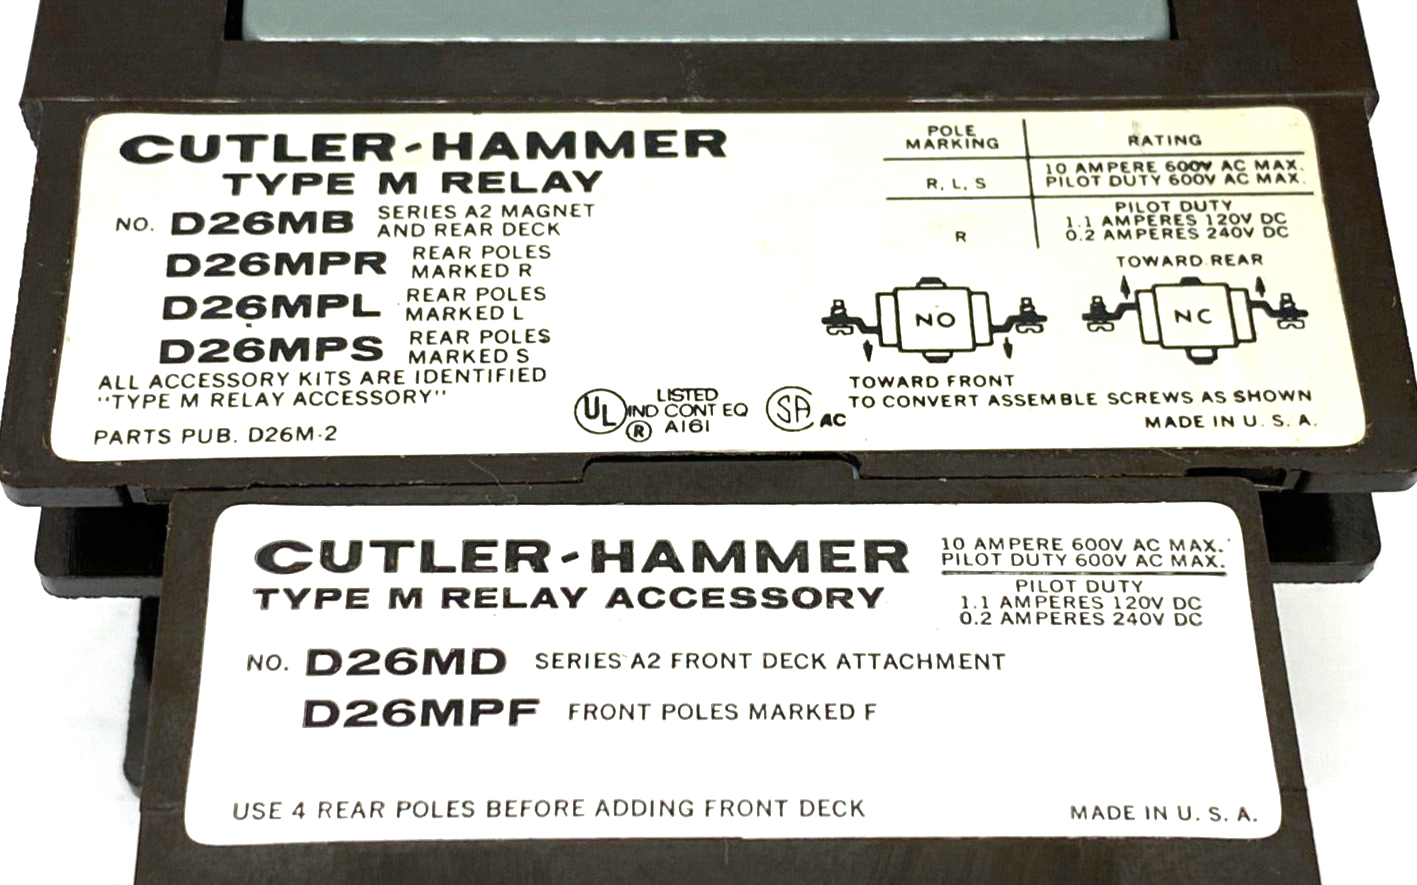 CUTLER-HAMMER
TYPE M RELAY
NO. D26MB SERIES A2 MAGNET
AND REAR DECK
D26MPR REAR POLES
MARKED R
D26MPL REAR POLES
MARKED L
D26MPS REAR POLES
MARKED S
ALL ACCESSORY KITS ARE IDENTIFIED
"TYPE M RELAY ACCESSORY"
PARTS PUB. D26M-2
UL
R
LISTED
IND CONT EQ
A161
SA AC
POLE
MARKING
RATING
R, L, S
10 AMPERE 600V AC MAX.
PILOT DUTY 600V AC MAX.
R
PILOT DUTY
1.1 AMPERES 120V DC
0.2 AMPERES 240V DC
TOWARD REAR
NO
NC
TOWARD FRONT
TO CONVERT ASSEMBLE SCREWS AS SHOWN
MADE IN U. S. A.
CUTLER-HAMMER
TYPE M RELAY ACCESSORY
10 AMPERE 600V AC MAX.
PILOT DUTY 600V AC MAX.
PILOT DUTY
1.1 AMPERES 120V DC
0.2 AMPERES 240V DC
NO. D26MD SERIES A2 FRONT DECK ATTACHMENT
D26MPF FRONT POLES MARKED F
USE 4 REAR POLES BEFORE ADDING FRONT DECK
MADE IN U. S. A.